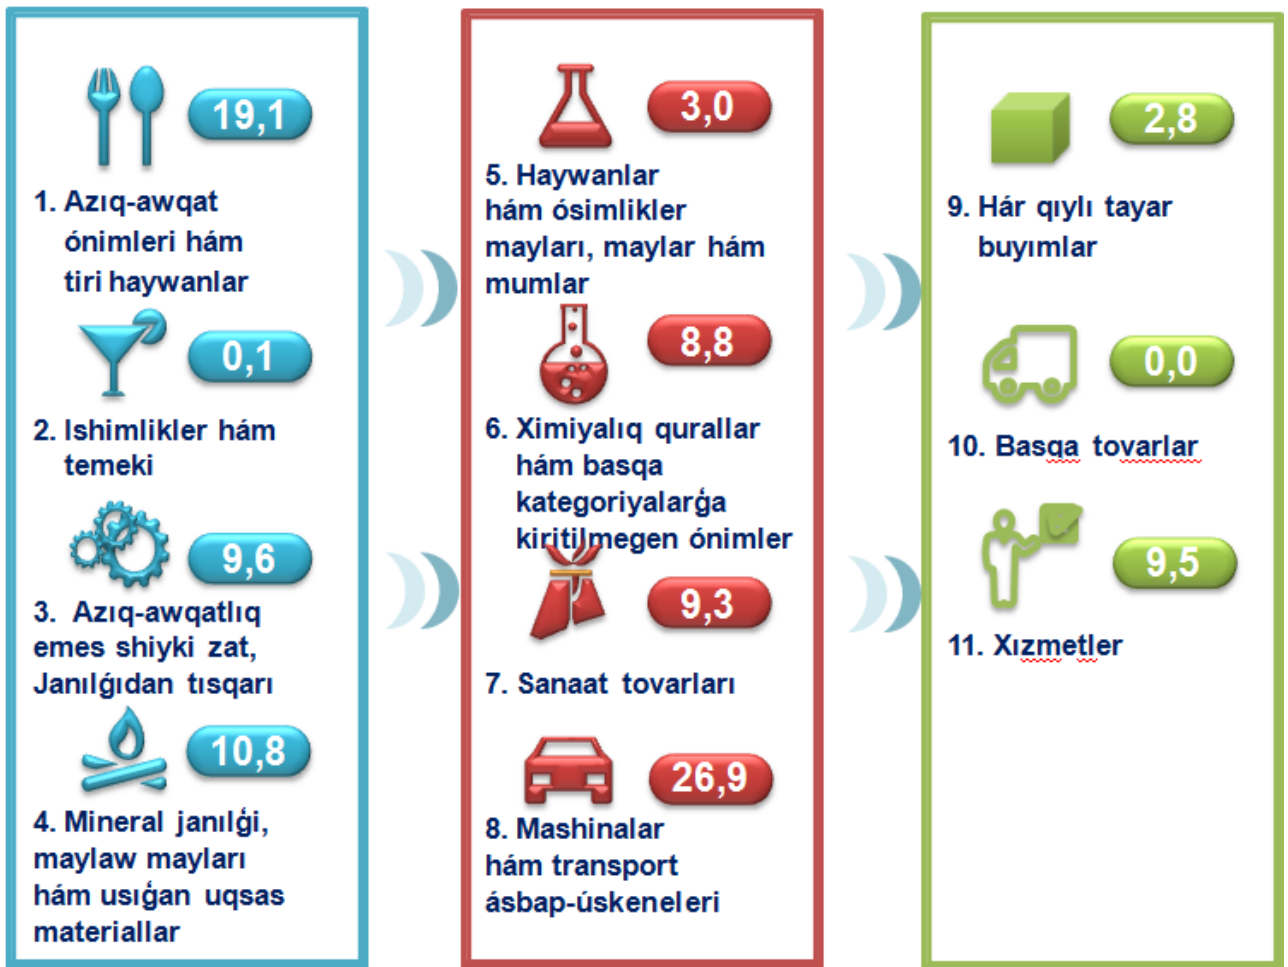 19,1
1. Azıq-awqat
ónimleri hám
tiri haywanlar
0,1
2. Ishimlikler hám
temeki
9,6
3. Azıq-awqatlıq
emes shiyki zat,
Janılǵıdan tısqarı
10,8
4. Mineral janılǵi,
maylaw mayları
hám usıǵan uqsas
materiallar
3,0
5. Haywanlar
hám ósimlikler
mayları, maylar hám
mumlar
8,8
6. Ximiyalıq qurallar
hám basqa
kategoriyalarǵa
kiritilmegen ónimler
9,3
7. Sanaat tovarları
26,9
8. Mashinalar
hám transport
ásbap-úskeneleri
2,8
9. Hár qıylı tayar
buyımlar
0,0
10. Basqa tovarlar
9,5
11. Xızmetler